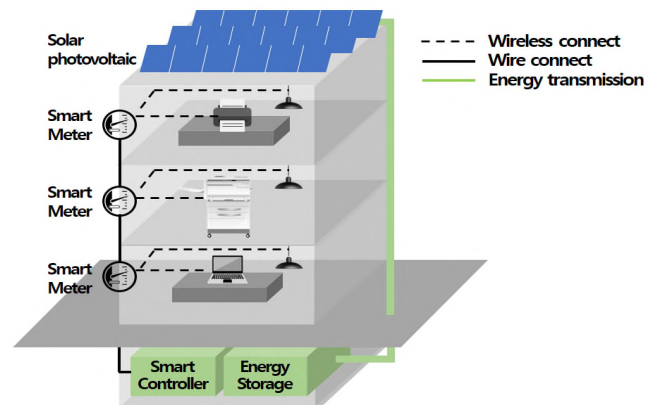 Solar
photovoltaic
Wireless connect
Wire connect
Energy transmission
Smart
Meter
Smart
Meter
Smart
Meter
Smart
Controller
Energy
Storage